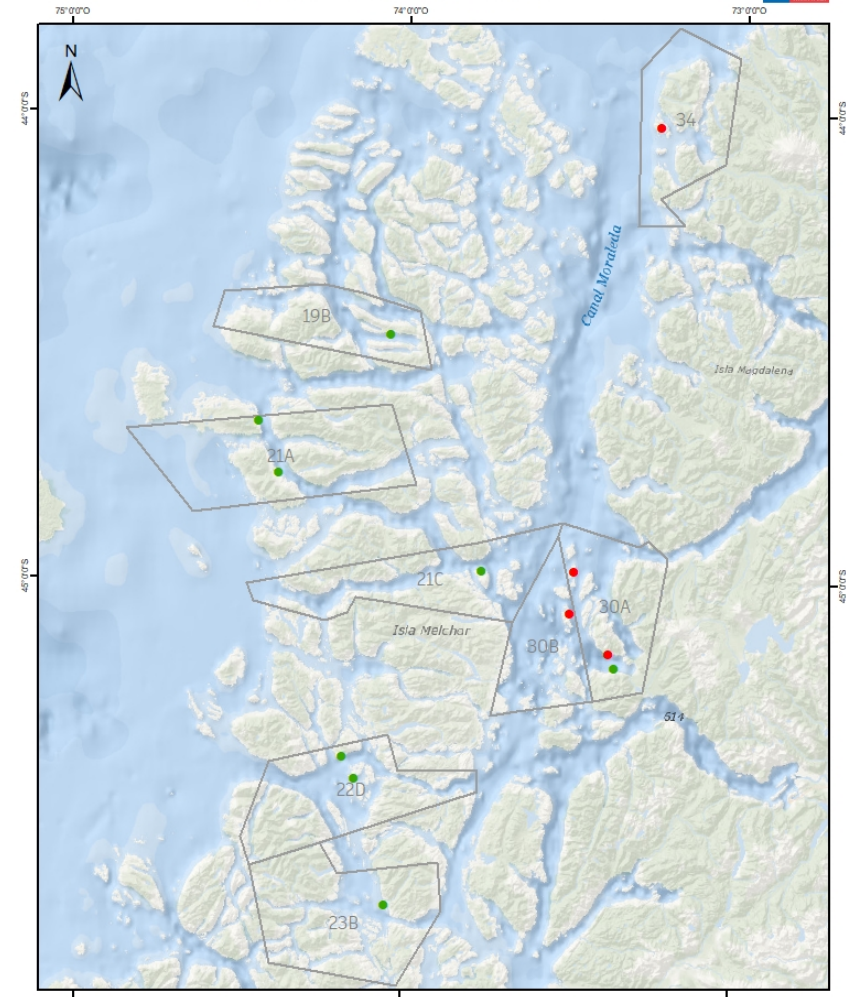 75°0'0"O
74°0'0"O
73°0'0"O
N
44°0'0"S
44°0'0"S
34
Canal Moraleda
19B
Isla Magdalena
21A
45°0'0"S
45°0'0"S
21C
30A
Isla Melchor
30B
614
22D
23B